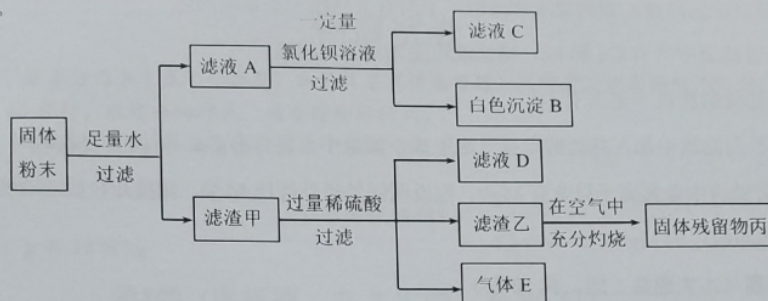 一定量
滤液 C
滤液 A
氯化钡溶液
过滤
白色沉淀 B
固体
粉末
足量水
过滤
滤液 D
滤渣甲
过量稀硫酸
过滤
滤渣乙
在空气中
充分灼烧
固体残留物丙
气体 E